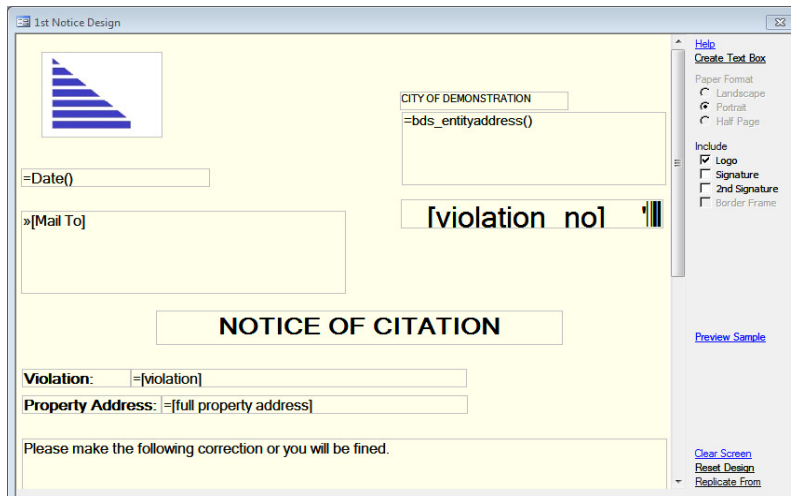 1st Notice Design
CITY OF DEMONSTRATION
=bds_entityaddress()
=Date()
»[Mail To]
[violation no]
NOTICE OF CITATION
Violation: =[violation]
Property Address: =[full property address]
Please make the following correction or you will be fined.
Help
Create Text Box
Paper Format
Landscape
Portrait
Half Page
Include
Logo
Signature
2nd Signature
Border Frame
Preview Sample
Clear Screen
Reset Design
Replicate From